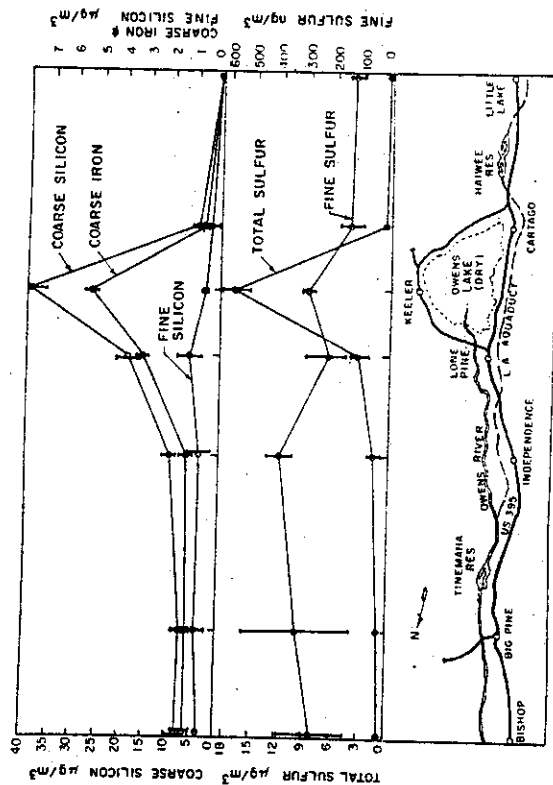 FINE SULFUR ng/m³
COARSE IRON &
FINE SILICON
µg/m³
600
500
400
300
200
100
0
7
6
5
4
3
2
1
0
COARSE SILICON
COARSE IRON
FINE
SILICON
TOTAL SULFUR
FINE SULFUR
40
35
30
25
20
15
10
5
0
18
15
12
9
6
3
0
TOTAL SULFUR µg/m³
COARSE SILICON µg/m³
LITTLE
LAKE
HAIWEE
RES
CARTAGO
KEELER
OWENS
LAKE
(DRY)
L A AQUADUCT
LONE
PINE
OWENS RIVER
INDEPENDENCE
US 395
TINEMAHA
RES
N
BIG PINE
BISHOP